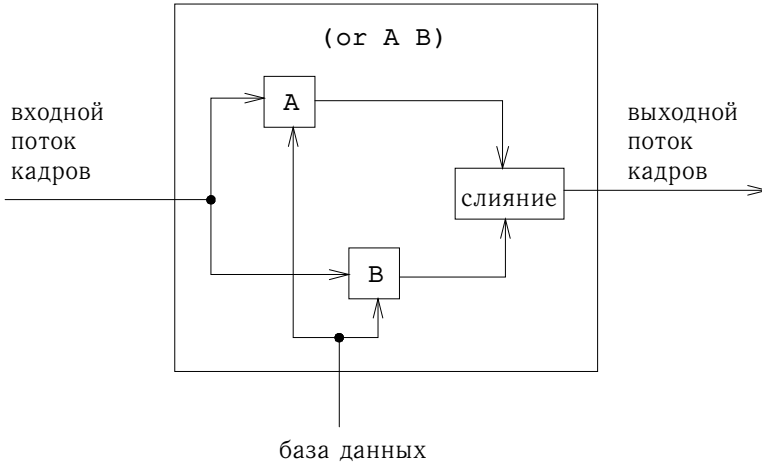 (or A B)
входной
поток
кадров
A
выходной
поток
кадров
слияние
B
база данных